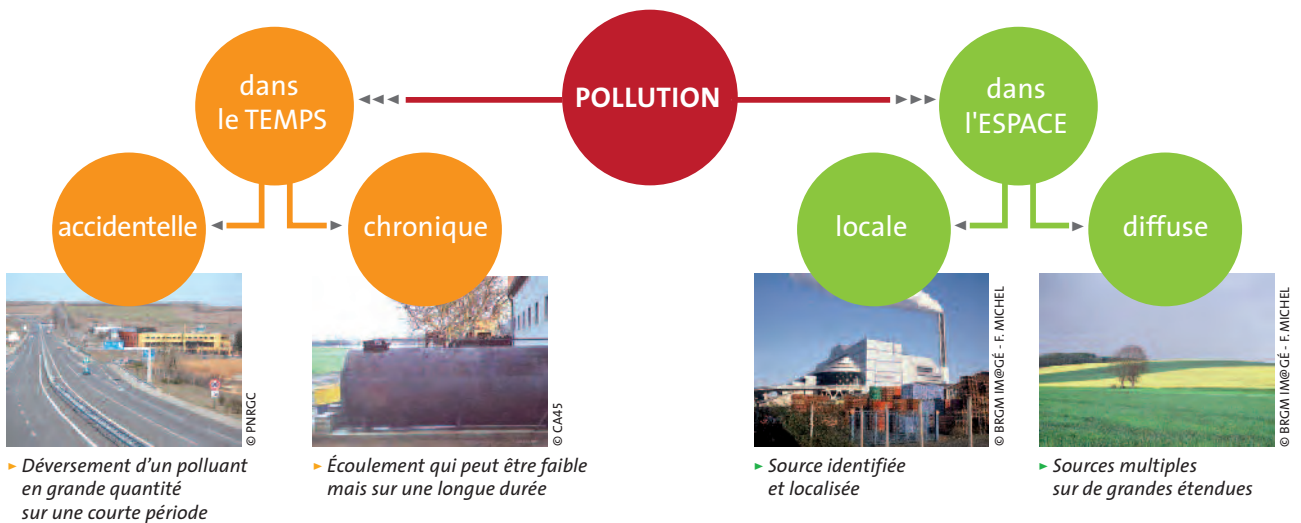 POLLUTION
dans
le TEMPS
dans
l'ESPACE
accidentelle
chronique
locale
diffuse
© PNRGC
© CA45
© BRGM IM@GÉ - F. MICHEL
© BRGM IM@GÉ - F. MICHEL
► Déversement d’un polluant
en grande quantité
sur une courte période
► Écoulement qui peut être faible
mais sur une longue durée
► Source identifiée
et localisée
► Sources multiples
sur de grandes étendues